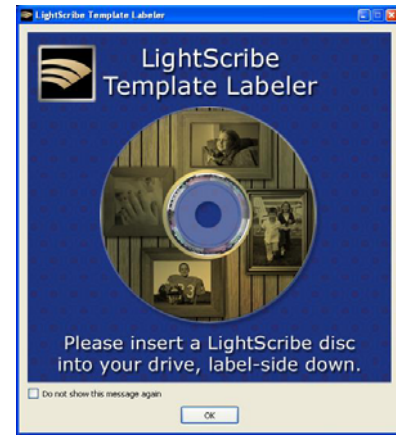 LightScribe Template Labeler
LightScribe
Template Labeler
Please insert a LightScribe disc
into your drive, label-side down.
Do not show this message again
OK